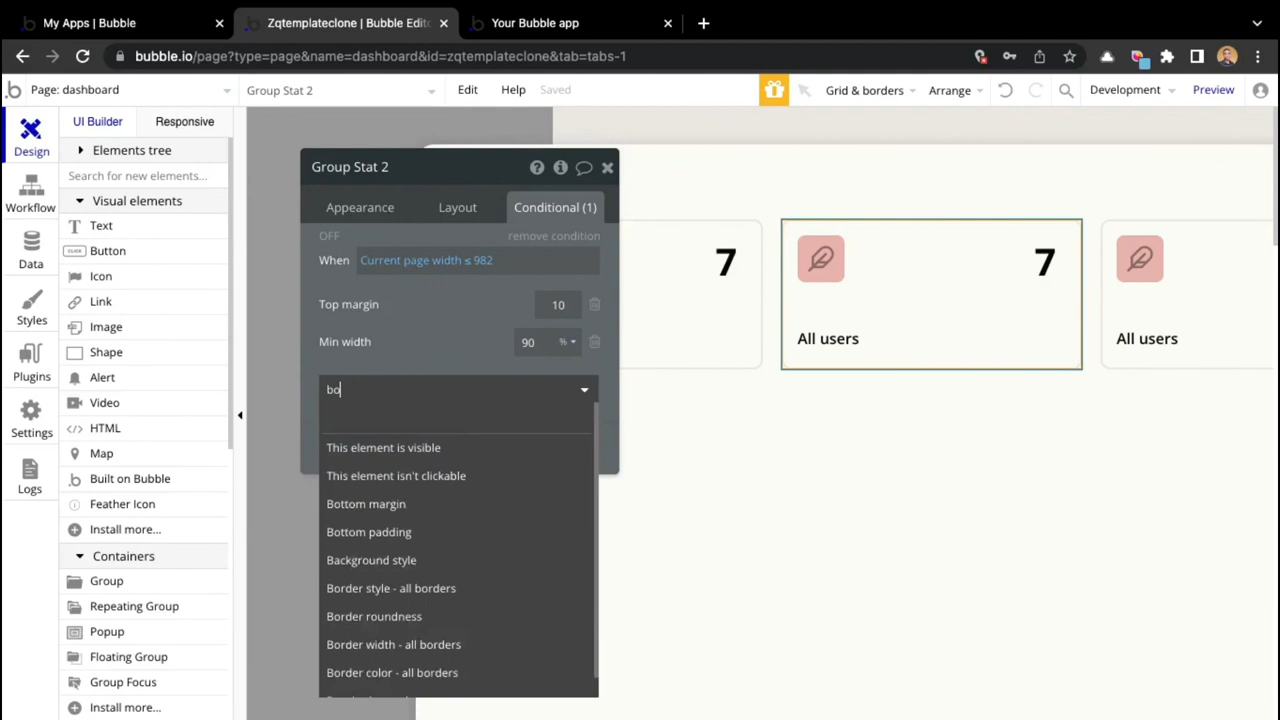 My Apps | Bubble
Zqtemplateclone | Bubble Edito
Your Bubble app
bubble.io/page?type=page&name=dashboard&id=zqtemplateclone&tab=tabs-1
Page: dashboard
Group Stat 2
Edit
Help
Saved
Grid & borders
Arrange
Development
Preview
Design
Workflow
Data
Styles
Plugins
Settings
Logs
UI Builder
Responsive
Elements tree
Search for new elements...
Visual elements
Text
CLICK
Button
Icon
Link
Image
Shape
Alert
Video
HTML
Map
Built on Bubble
Feather Icon
Install more...
Containers
Group
Repeating Group
Popup
Floating Group
Group Focus
Install more...
Group Stat 2
Appearance
Layout
Conditional (1)
OFF
remove condition
When
Current page width ≤ 982
Top margin
10
Min width
90
%
bo
This element is visible
This element isn't clickable
Bottom margin
Bottom padding
Background style
Border style - all borders
Border roundness
Border width - all borders
Border color - all borders
7
7
All users
All users